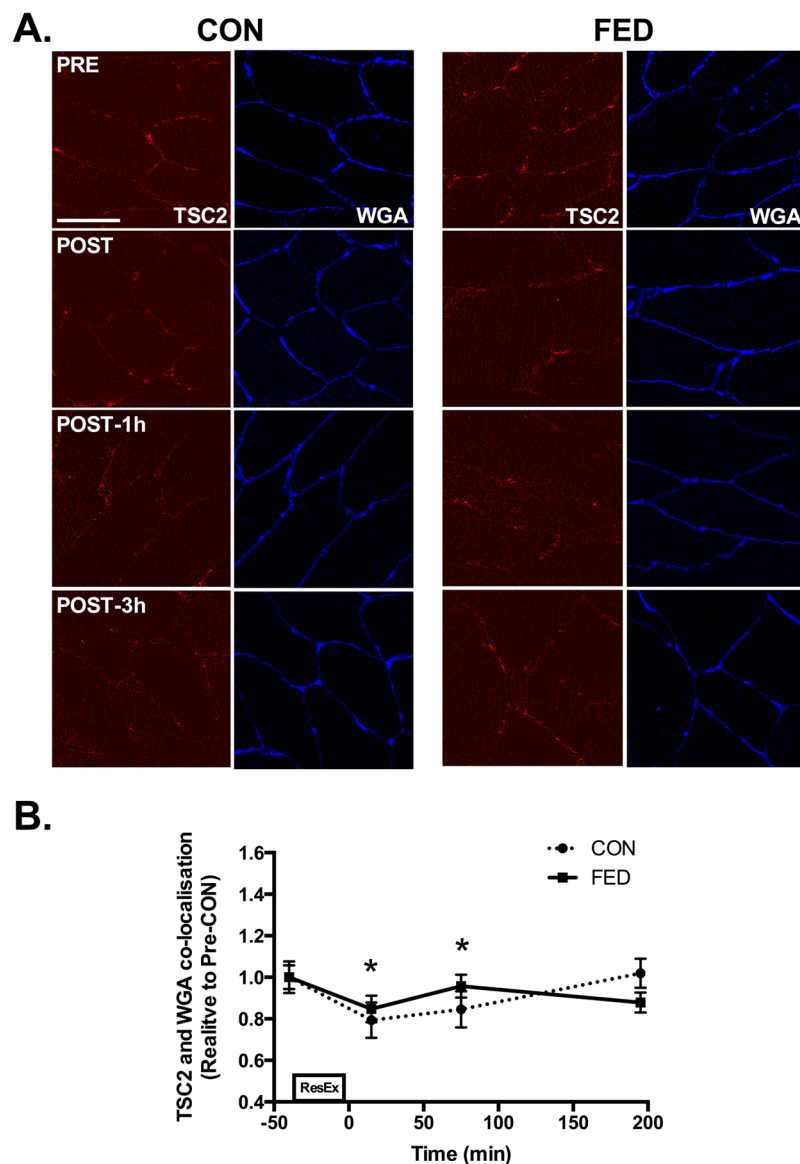 A.
CON FED
PRE
TSC2 WGA TSC2 WGA
POST
POST-1h
POST-3h
B.
TSC2 and WGA co-localisation
(Realitve to Pre-CON)
1.6
1.4
1.2
1.0
0.8
0.6
0.4
CON
FED
* *
ResEx
-50 0 50 100 150 200
Time (min)